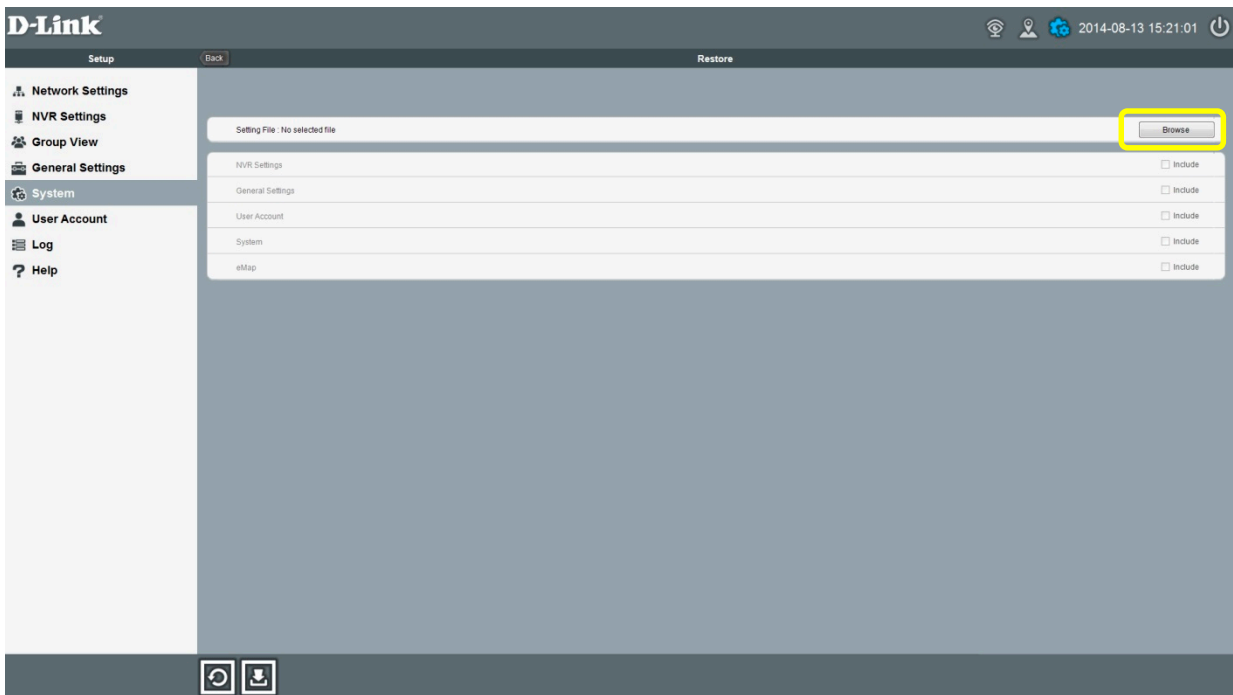 D-Link
2014-08-13 15:21:01
Setup
Back
Restore
Network Settings
NVR Settings
Group View
General Settings
System
User Account
Log
Help
Setting File : No selected file
Browse
NVR Settings
Include
General Settings
Include
User Account
Include
System
Include
eMap
Include